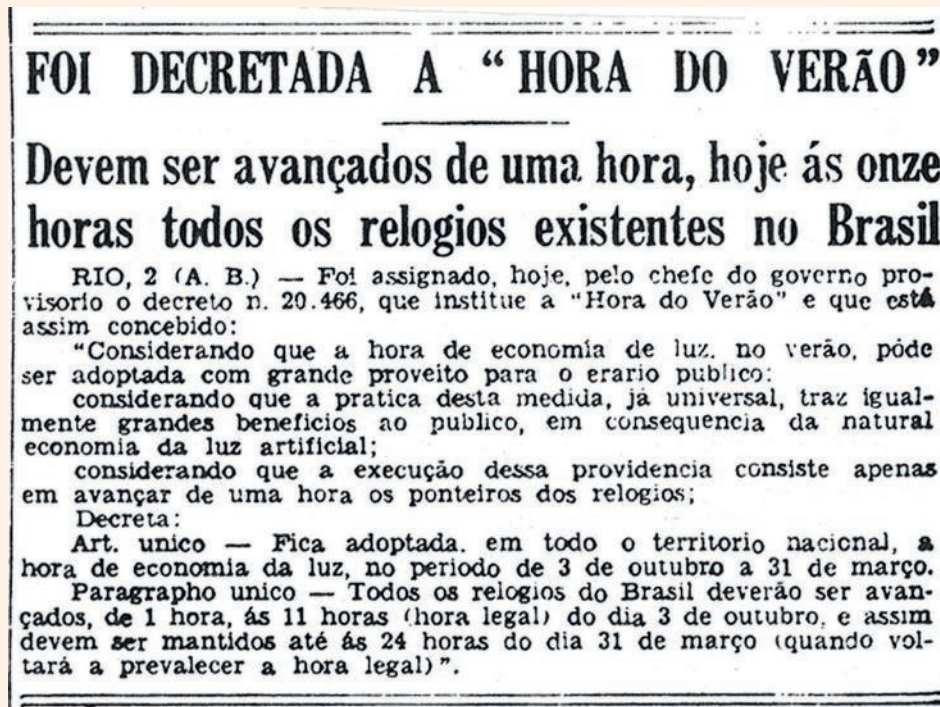 FOI DECRETADA A “HORA DO VERÃO”
Devem ser avançados de uma hora, hoje ás onze
horas todos os relogios existentes no Brasil
RIO, 2 (A. B.) — Foi assignado, hoje, pelo chefe do governo pro-
visorio o decreto n. 20.466, que institue a "Hora do Verão" e que está
assim concebido:
"Considerando que a hora de economia de luz. no verão, póde
ser adoptada com grande proveito para o erario publico:
considerando que a pratica desta medida, já universal, traz igual-
mente grandes beneficios ao publico, em consequencia da natural
economia da luz artificial;
considerando que a execução dessa providencia consiste apenas
em avançar de uma hora os ponteiros dos relogios;
Decreta:
Art. unico — Fica adoptada. em todo o territorio nacional, a
hora de economia da luz, no periodo de 3 de outubro a 31 de março.
Paragrapho unico — Todos os relogios do Brasil deverão ser avan-
çados, de 1 hora, ás 11 horas (hora legal) do dia 3 de outubro, e assim
devem ser mantidos até ás 24 horas do dia 31 de março (quando vol-
tará a prevalecer a hora legal)".